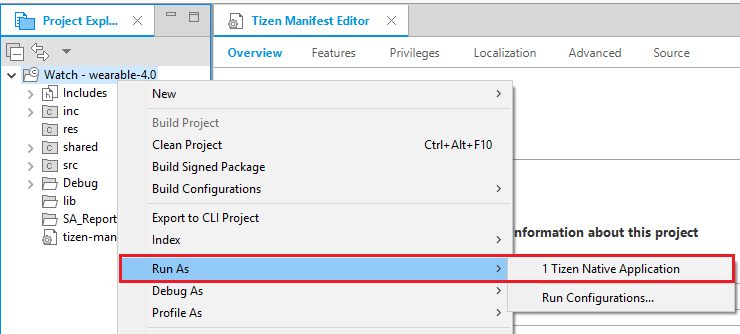 Project Expl...
Tizen Manifest Editor
Overview Features Privileges Localization Advanced Source
Watch - wearable-4.0
Includes
inc
res
shared
src
Debug
lib
SA_Report
tizen-man
New
Build Project
Clean Project Ctrl+Alt+F10
Build Signed Package
Build Configurations
Export to CLI Project
Index
Run As
Debug As
Profile As
nformation about this project
1 Tizen Native Application
Run Configurations...